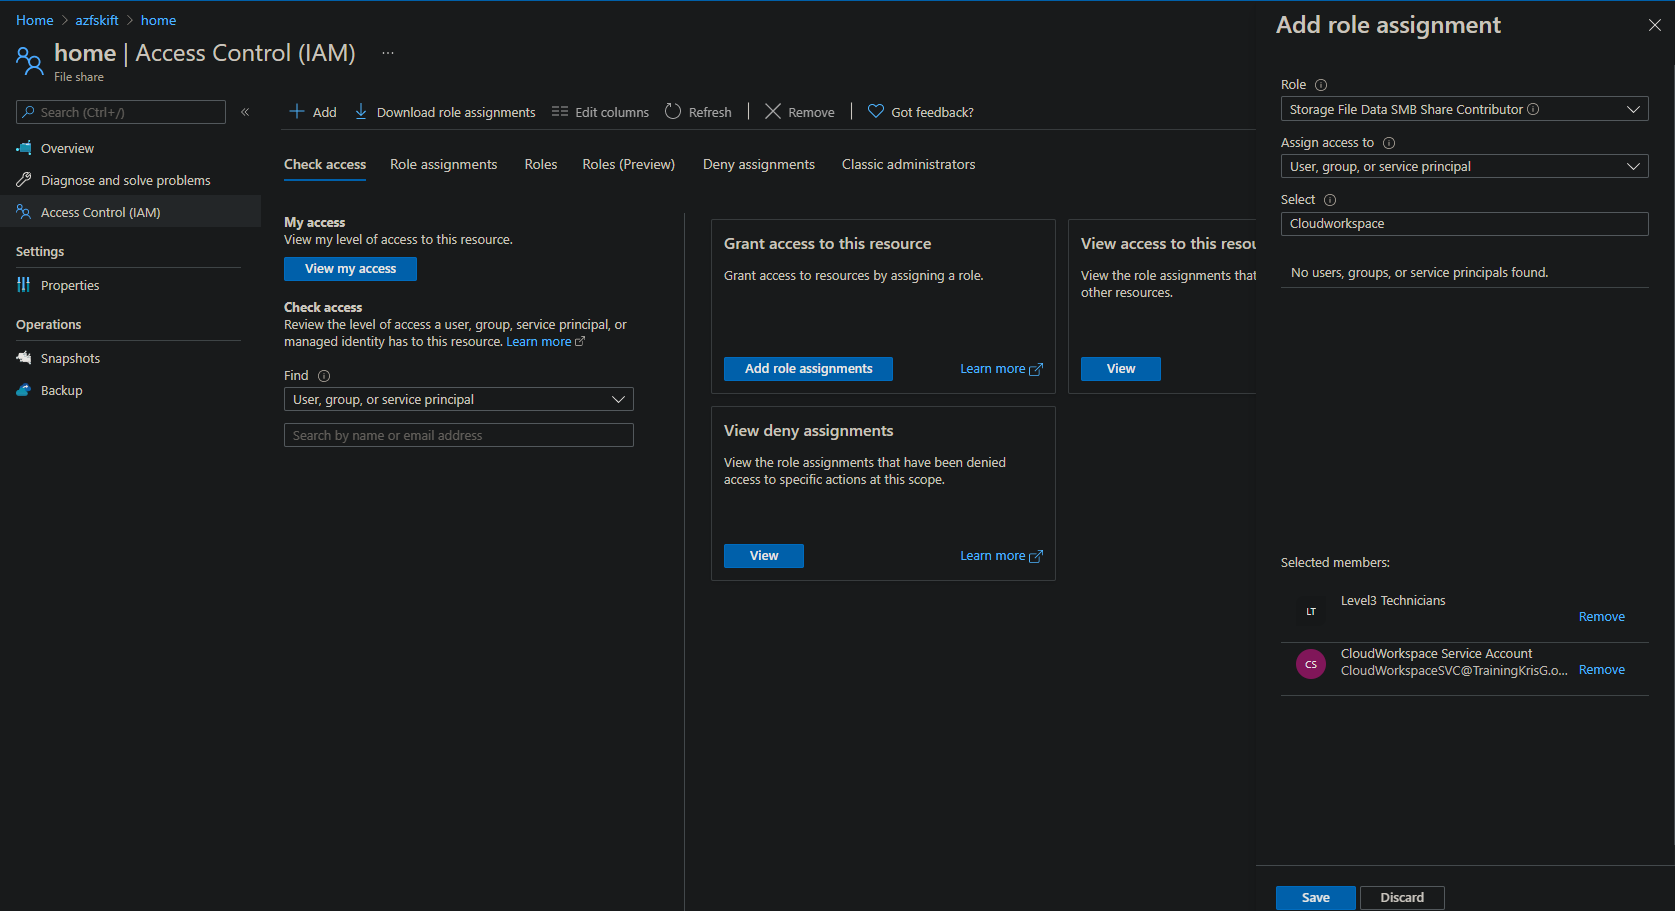 Home > azfskift > home
home | Access Control (IAM) ...
File share
Search (Ctrl+/)
«
Overview
Diagnose and solve problems
Access Control (IAM)
Settings
Properties
Operations
Snapshots
Backup
Add
Download role assignments
Edit columns
Refresh
Remove
Got feedback?
Check access
Role assignments
Roles
Roles (Preview)
Deny assignments
Classic administrators
My access
View my level of access to this resource.
View my access
Check access
Review the level of access a user, group, service principal, or
managed identity has to this resource. Learn more
Find
User, group, or service principal
Search by name or email address
Grant access to this resource
Grant access to resources by assigning a role.
Add role assignments
Learn more
View access to this resou
View the role assignments that
other resources.
View
View deny assignments
View the role assignments that have been denied
access to specific actions at this scope.
View
Learn more
Add role assignment
Role
Storage File Data SMB Share Contributor
Assign access to
User, group, or service principal
Select
Cloudworkspace
No users, groups, or service principals found.
Selected members:
LT
Level3 Technicians
Remove
CS
CloudWorkspace Service Account
CloudWorkspaceSVC@TrainingKrisG.o...
Remove
Save
Discard